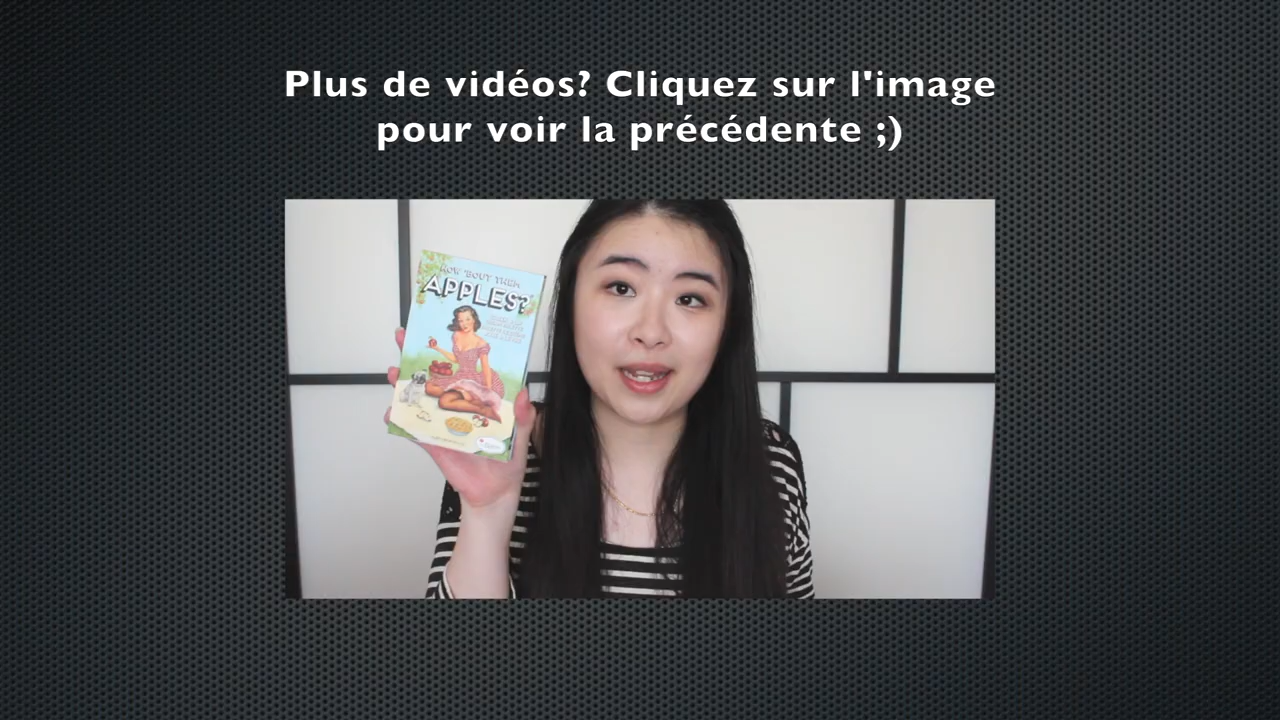 Plus de vidéos? Cliquez sur l'image
pour voir la précédente ;)
HOW 'BOUT THEM
APPLES?